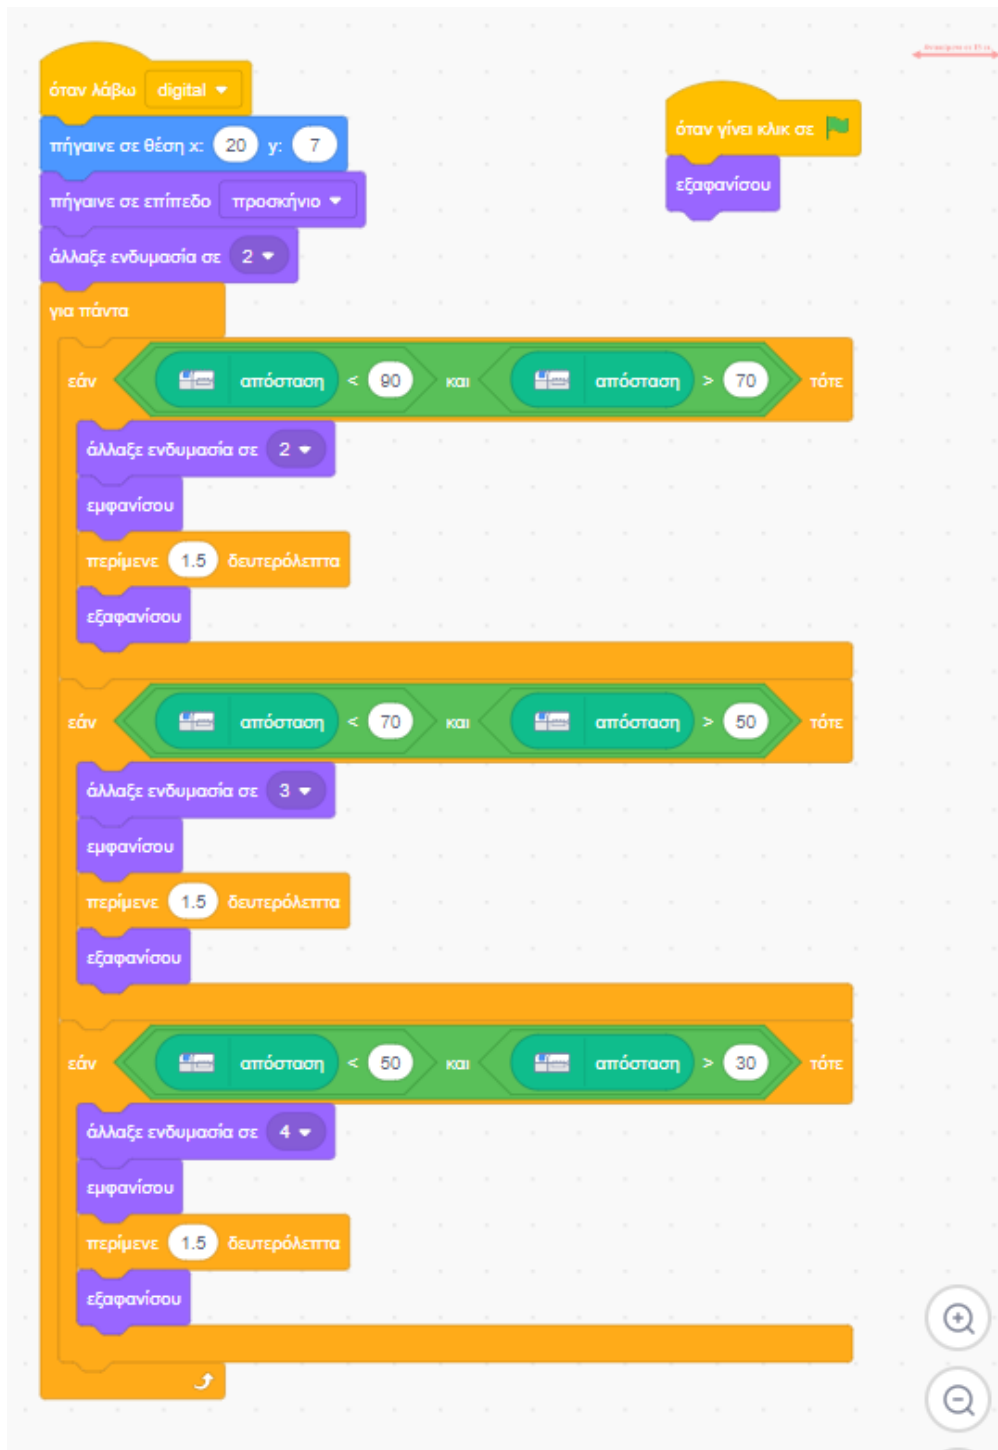 όταν λάβω digital
πήγαινε σε θέση x: 20 y: 7
πήγαινε σε επίπεδο προσκήνιο
άλλαξε ενδυμασία σε 2
για πάντα
εάν απόσταση < 90 και απόσταση > 70 τότε
άλλαξε ενδυμασία σε 2
εμφανίσου
περίμενε 1.5 δευτερόλεπτα
εξαφανίσου
εάν απόσταση < 70 και απόσταση > 50 τότε
άλλαξε ενδυμασία σε 3
εμφανίσου
περίμενε 1.5 δευτερόλεπτα
εξαφανίσου
εάν απόσταση < 50 και απόσταση > 30 τότε
άλλαξε ενδυμασία σε 4
εμφανίσου
περίμενε 1.5 δευτερόλεπτα
εξαφανίσου
όταν γίνει κλικ σε
εξαφανίσου